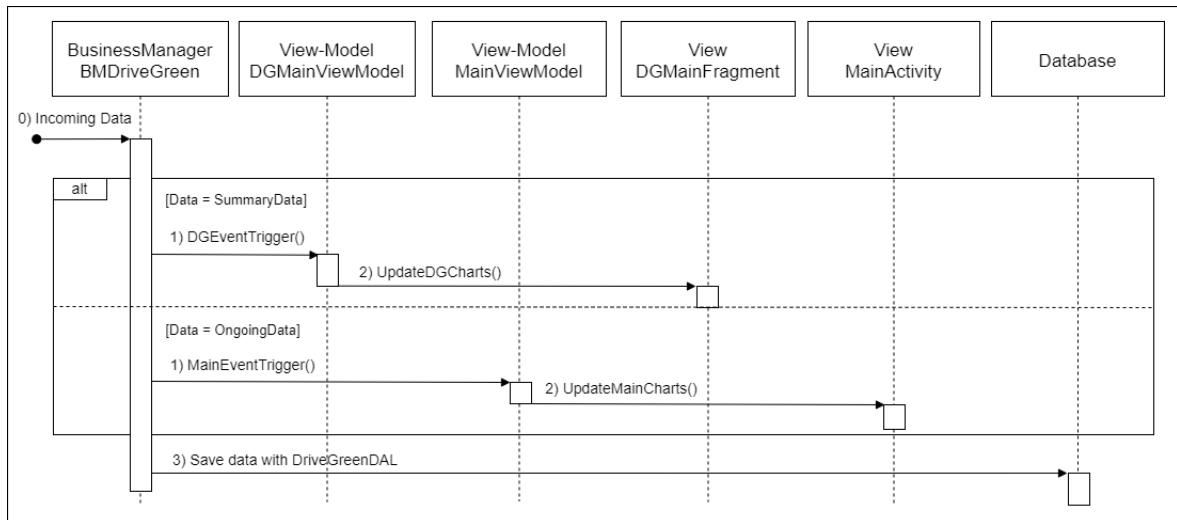 BusinessManager
BMDriveGreen
View-Model
DGMainViewModel
View-Model
MainViewModel
View
DGMainFragment
View
MainActivity
Database
0) Incoming Data
alt
[Data = SummaryData]
1) DGEventTrigger()
2) UpdateDGCharts()
[Data = OngoingData]
1) MainEventTrigger()
2) UpdateMainCharts()
3) Save data with DriveGreenDAL